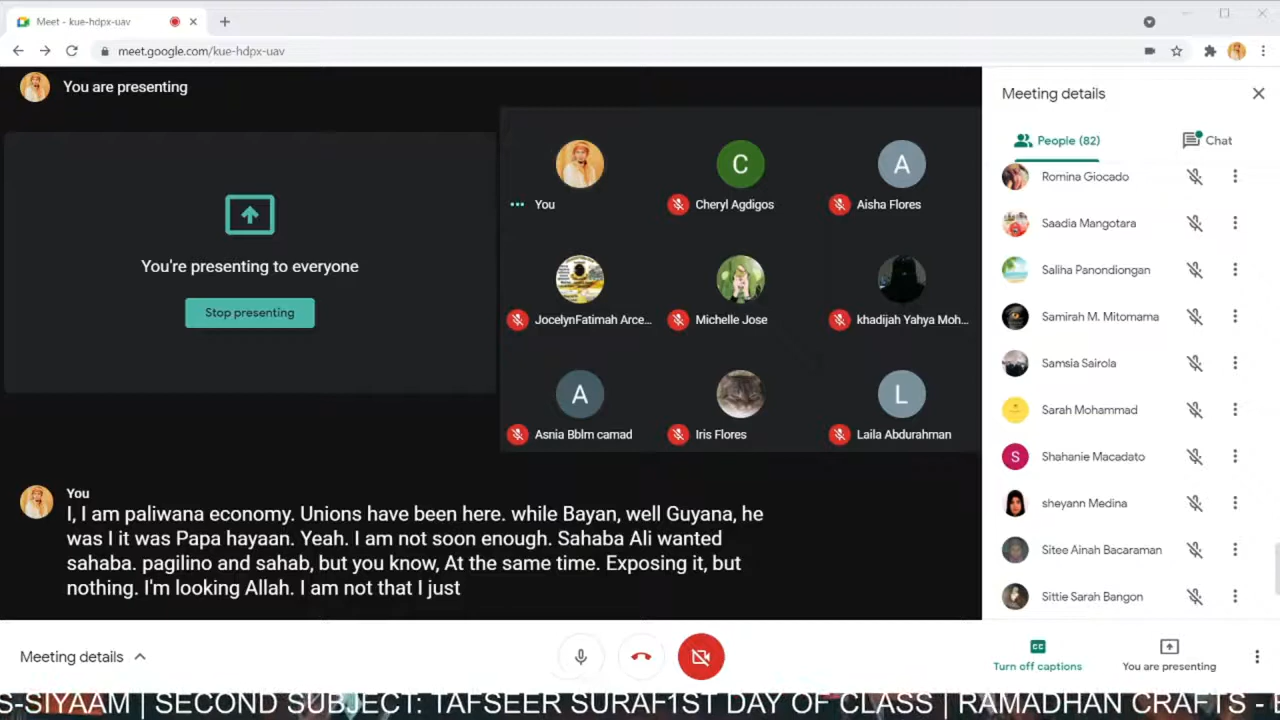 Meet - kue-hdpx-uav
meet.google.com/kue-hdpx-uav
You are presenting
You're presenting to everyone
Stop presenting
You
C
Cheryl Agdigos
A
Aisha Flores
JocelynFatimah Arce...
Michelle Jose
khadijah Yahya Moh...
A
Asnia Bblm camad
Iris Flores
L
Laila Abdurahman
You
I, I am paliwana economy. Unions have been here. while Bayan, well Guyana, he
was I it was Papa hayaan. Yeah. I am not soon enough. Sahaba Ali wanted
sahaba. pagilino and sahab, but you know, At the same time. Exposing it, but
nothing. I'm looking Allah. I am not that I just
Meeting details
People (82)
Chat
Romina Giocado
Saadia Mangotara
Saliha Panondiongan
Samirah M. Mitomama
Samsia Sairola
Sarah Mohammad
S
Shahanie Macadato
sheyann Medina
Sitee Ainah Bacaraman
Sittie Sarah Bangon
Meeting details
CC
Turn off captions
You are presenting
S-SIYAAM | SECOND SUBJECT: TAFSEER SURAF1ST DAY OF CLASS | RAMADHAN CRAFTS -